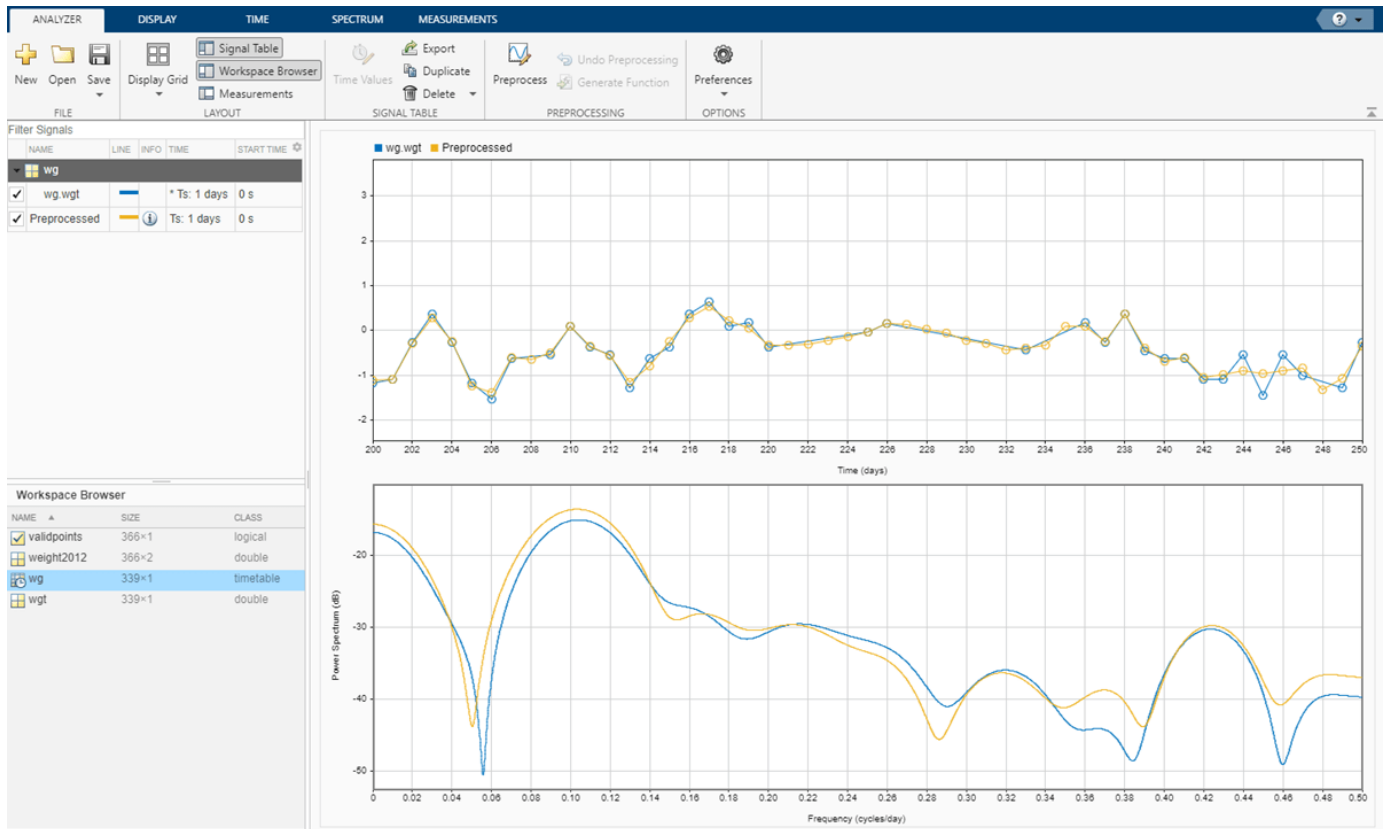 ANALYZER DISPLAY TIME SPECTRUM MEASUREMENTS ?
New Open Save Display Grid Signal Table Workspace Browser Measurements Time Values Export Duplicate Delete Preprocess Undo Preprocessing Generate Function Preferences
FILE LAYOUT SIGNAL TABLE PREPROCESSING OPTIONS
Filter Signals
NAME LINE INFO TIME START TIME
wg
wg.wgt * Ts: 1 days 0 s
Preprocessed i Ts: 1 days 0 s
Workspace Browser
NAME SIZE CLASS
validpoints 366×1 logical
weight2012 366×2 double
wg 339×1 timetable
wgt 339×1 double
wg.wgt Preprocessed
3
2
1
0
-1
-2
200 202 204 206 208 210 212 214 216 218 220 222 224 226 228 230 232 234 236 238 240 242 244 246 248 250
Time (days)
Power Spectrum (dB)
-20
-30
-40
-50
0 0.02 0.04 0.06 0.08 0.10 0.12 0.14 0.16 0.18 0.20 0.22 0.24 0.26 0.28 0.30 0.32 0.34 0.36 0.38 0.40 0.42 0.44 0.46 0.48 0.50
Frequency (cycles/day)